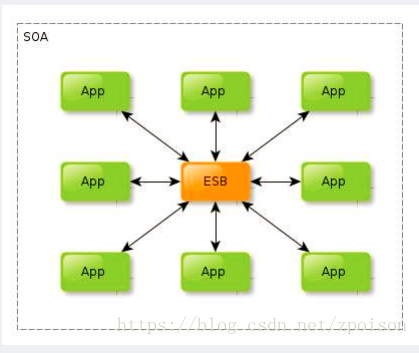 SOA
App App App
App ESB App
App App App
https://blog.csdn.net/zpoison